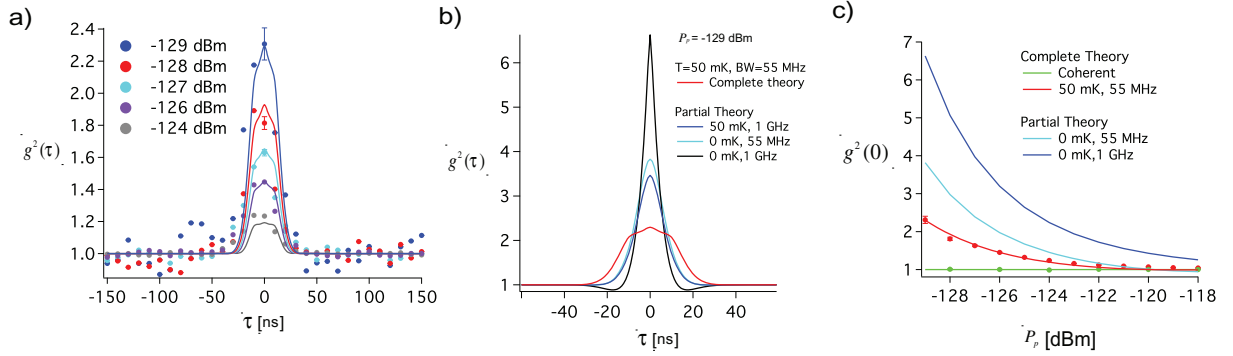 a)
2.4
2.2
2.0
1.8
1.6
1.4
1.2
1.0
g²(τ)
-129 dBm
-128 dBm
-127 dBm
-126 dBm
-124 dBm
-150 -100 -50 0 50 100 150
τ [ns]
b)
6
5
4
3
2
1
g²(τ)
Pₚ = -129 dBm
T=50 mK, BW=55 MHz
Complete theory
Partial Theory
50 mK, 1 GHz
0 mK, 55 MHz
0 mK,1 GHz
-40 -20 0 20 40
τ [ns]
c)
7
6
5
4
3
2
1
g²(0)
Complete Theory
Coherent
50 mK, 55 MHz
Partial Theory
0 mK, 55 MHz
0 mK,1 GHz
-128 -126 -124 -122 -120 -118
Pₚ [dBm]